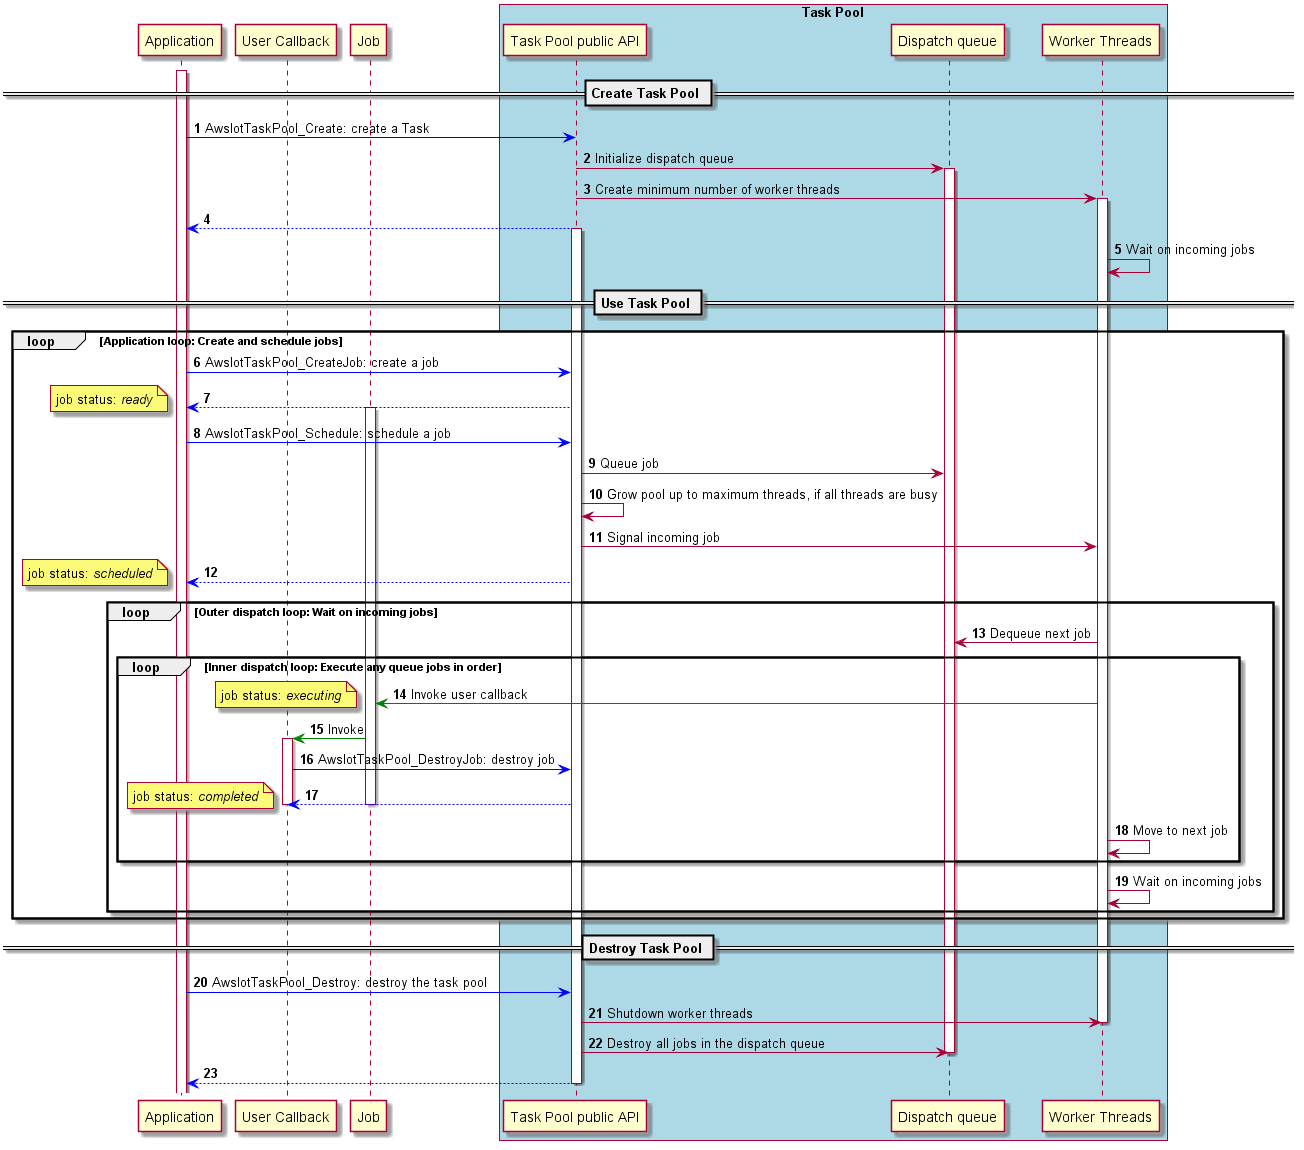 Task Pool
Application
User Callback
Job
Task Pool public API
Dispatch queue
Worker Threads
Create Task Pool
1 AwsIotTaskPool_Create: create a Task
2 Initialize dispatch queue
3 Create minimum number of worker threads
4
5 Wait on incoming jobs
Use Task Pool
loop [Application loop: Create and schedule jobs]
6 AwsIotTaskPool_CreateJob: create a job
job status: ready
7
8 AwsIotTaskPool_Schedule: schedule a job
9 Queue job
10 Grow pool up to maximum threads, if all threads are busy
11 Signal incoming job
job status: scheduled
12
loop [Outer dispatch loop: Wait on incoming jobs]
13 Dequeue next job
loop [Inner dispatch loop: Execute any queue jobs in order]
job status: executing
14 Invoke user callback
15 Invoke
16 AwsIotTaskPool_DestroyJob: destroy job
job status: completed
17
18 Move to next job
19 Wait on incoming jobs
Destroy Task Pool
20 AwsIotTaskPool_Destroy: destroy the task pool
21 Shutdown worker threads
22 Destroy all jobs in the dispatch queue
23
Application
User Callback
Job
Task Pool public API
Dispatch queue
Worker Threads